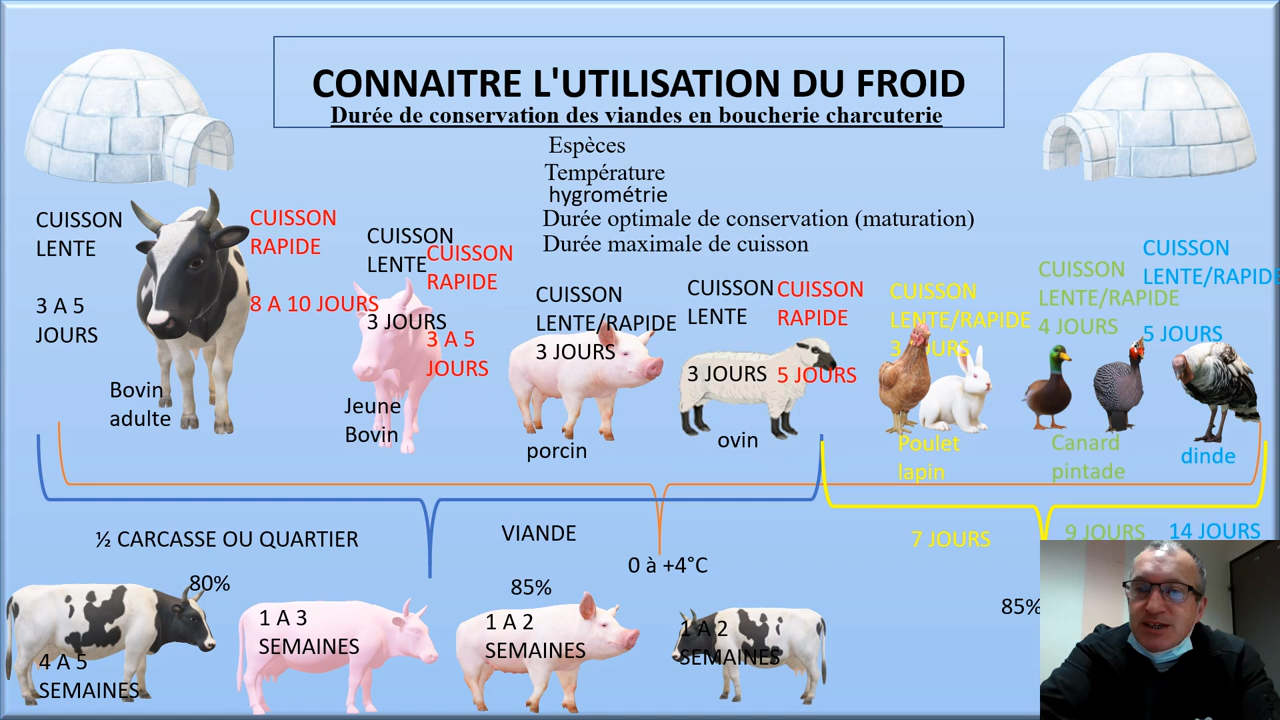 CONNAITRE L'UTILISATION DU FROID
Durée de conservation des viandes en boucherie charcuterie
Espèces
Température
hygrométrie
Durée optimale de conservation (maturation)
Durée maximale de cuisson
CUISSON
LENTE
3 A 5
JOURS
Bovin
adulte
CUISSON
RAPIDE
8 A 10 JOURS
CUISSON
LENTE
3 JOURS
CUISSON
RAPIDE
3 A 5
JOURS
Jeune
Bovin
CUISSON
LENTE/RAPIDE
3 JOURS
porcin
CUISSON
LENTE
3 JOURS
CUISSON
RAPIDE
5 JOURS
ovin
CUISSON
LENTE/RAPIDE
3 JOURS
Poulet
lapin
CUISSON
LENTE/RAPIDE
4 JOURS
Canard
pintade
CUISSON
LENTE/RAPIDE
5 JOURS
dinde
½ CARCASSE OU QUARTIER
VIANDE
0 à +4°C
7 JOURS
9 JOURS
14 JOURS
80%
85%
85%
4 A 5
SEMAINES
1 A 3
SEMAINES
1 A 2
SEMAINES
1 A 2
SEMAINES